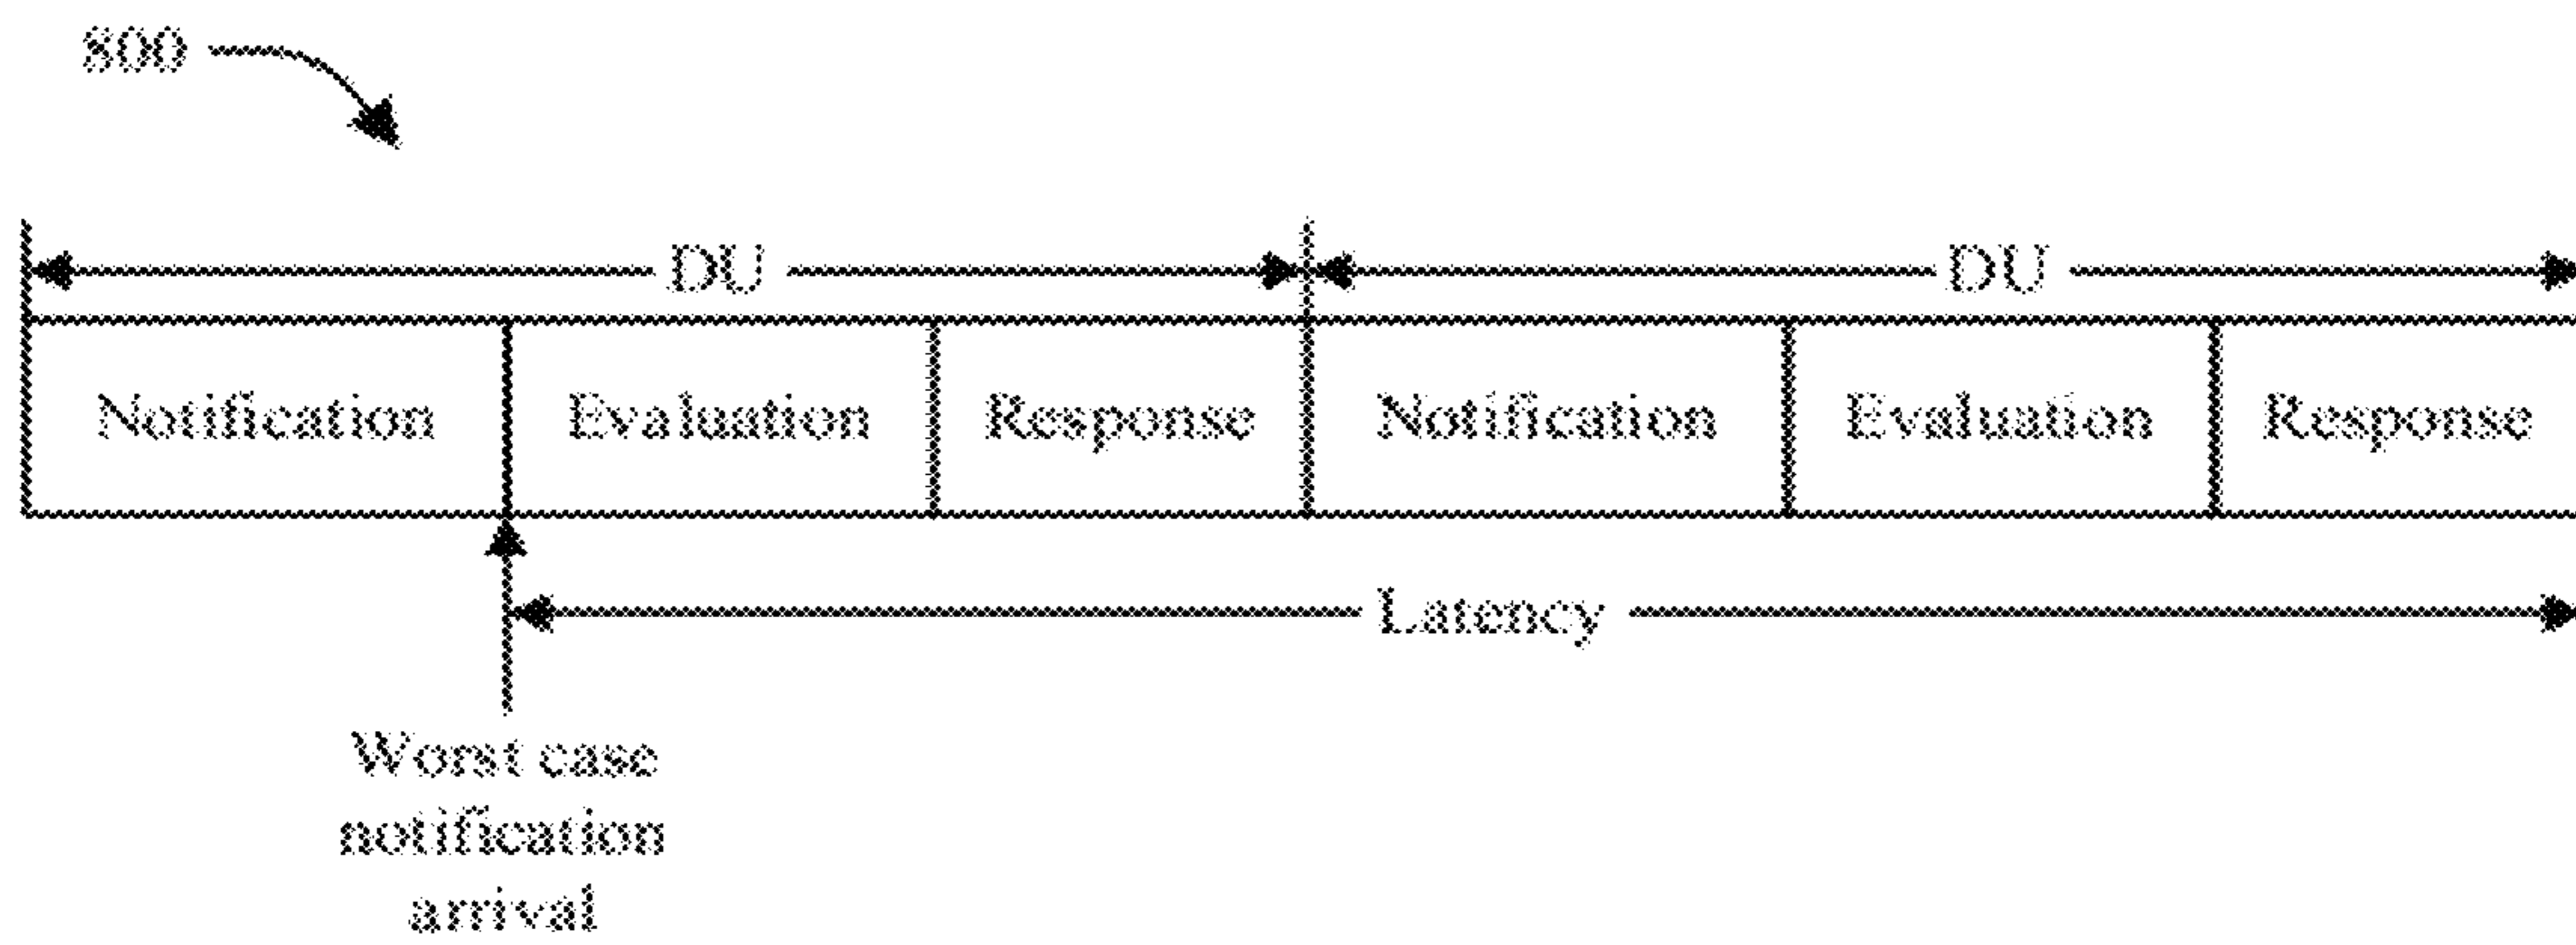 800
DU DU
Notification Evaluation Response Notification Evaluation Response
Latency
Worst case
notification
arrival